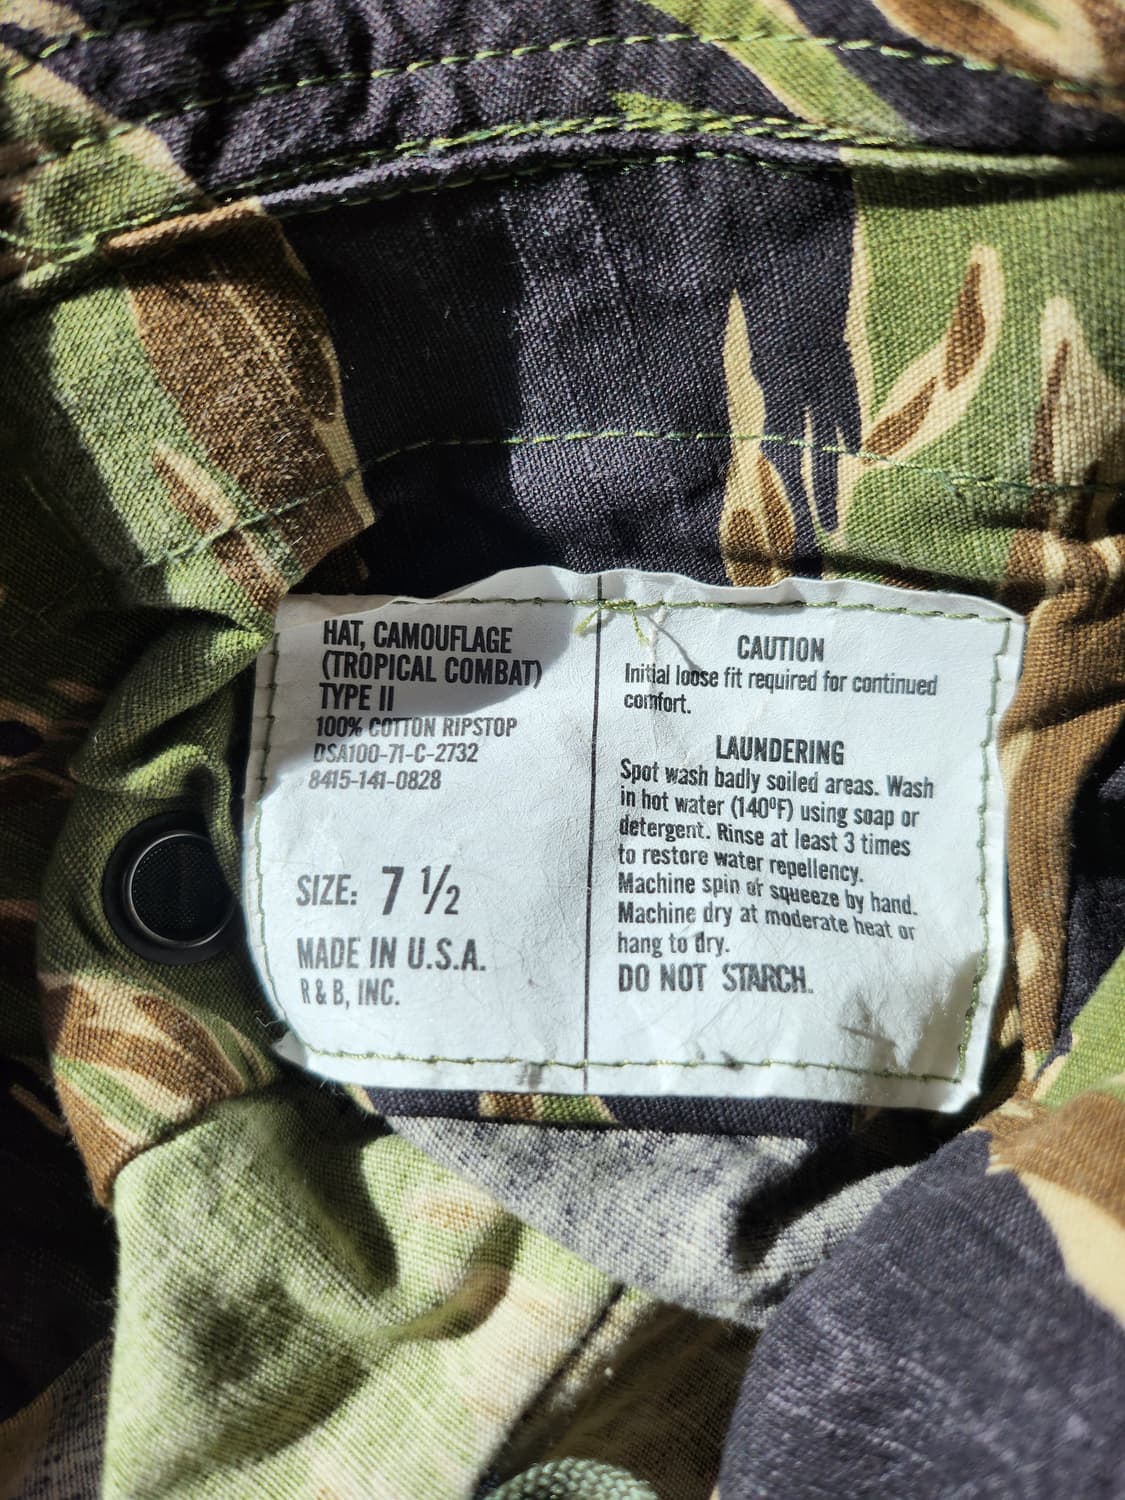 HAT, CAMOUFLAGE
(TROPICAL COMBAT)
TYPE II
100% COTTON RIPSTOP
DSA100-71-C-2732
8415-141-0828
SIZE: 7 ½
MADE IN U.S.A.
R & B, INC.
CAUTION
Initial loose fit required for continued
comfort.
LAUNDERING
Spot wash badly soiled areas. Wash
in hot water (140ºF) using soap or
detergent. Rinse at least 3 times
to restore water repellency.
Machine spin or squeeze by hand.
Machine dry at moderate heat or
hang to dry.
DO NOT STARCH.